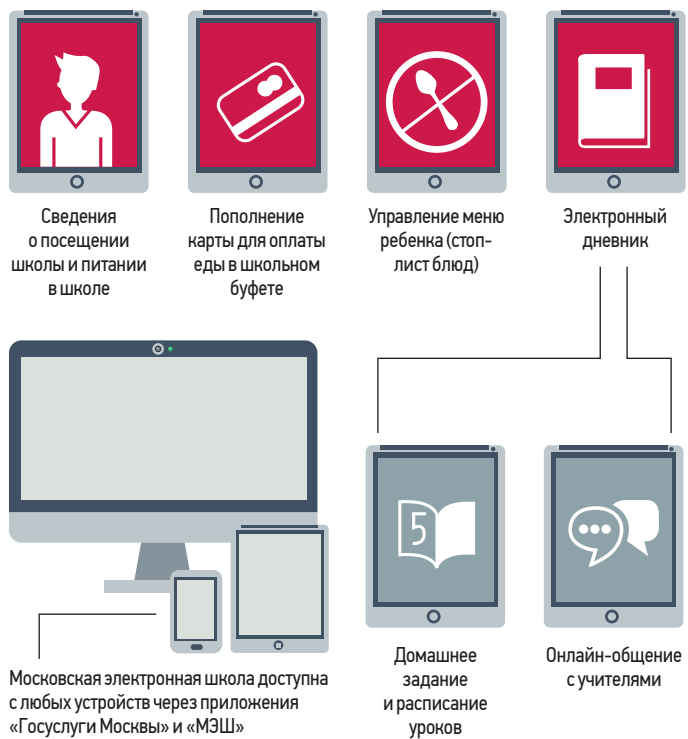 Сведения
о посещении
школы и питании
в школе
Пополнение
карты для оплаты
еды в школьном
буфете
Управление меню
ребенка (стоп-
лист блюд)
Электронный
дневник
5
Домашнее
задание
и расписание
уроков
Онлайн-общение
с учителями
Московская электронная школа доступна
с любых устройств через приложения
«Госуслуги Москвы» и «МЭШ»